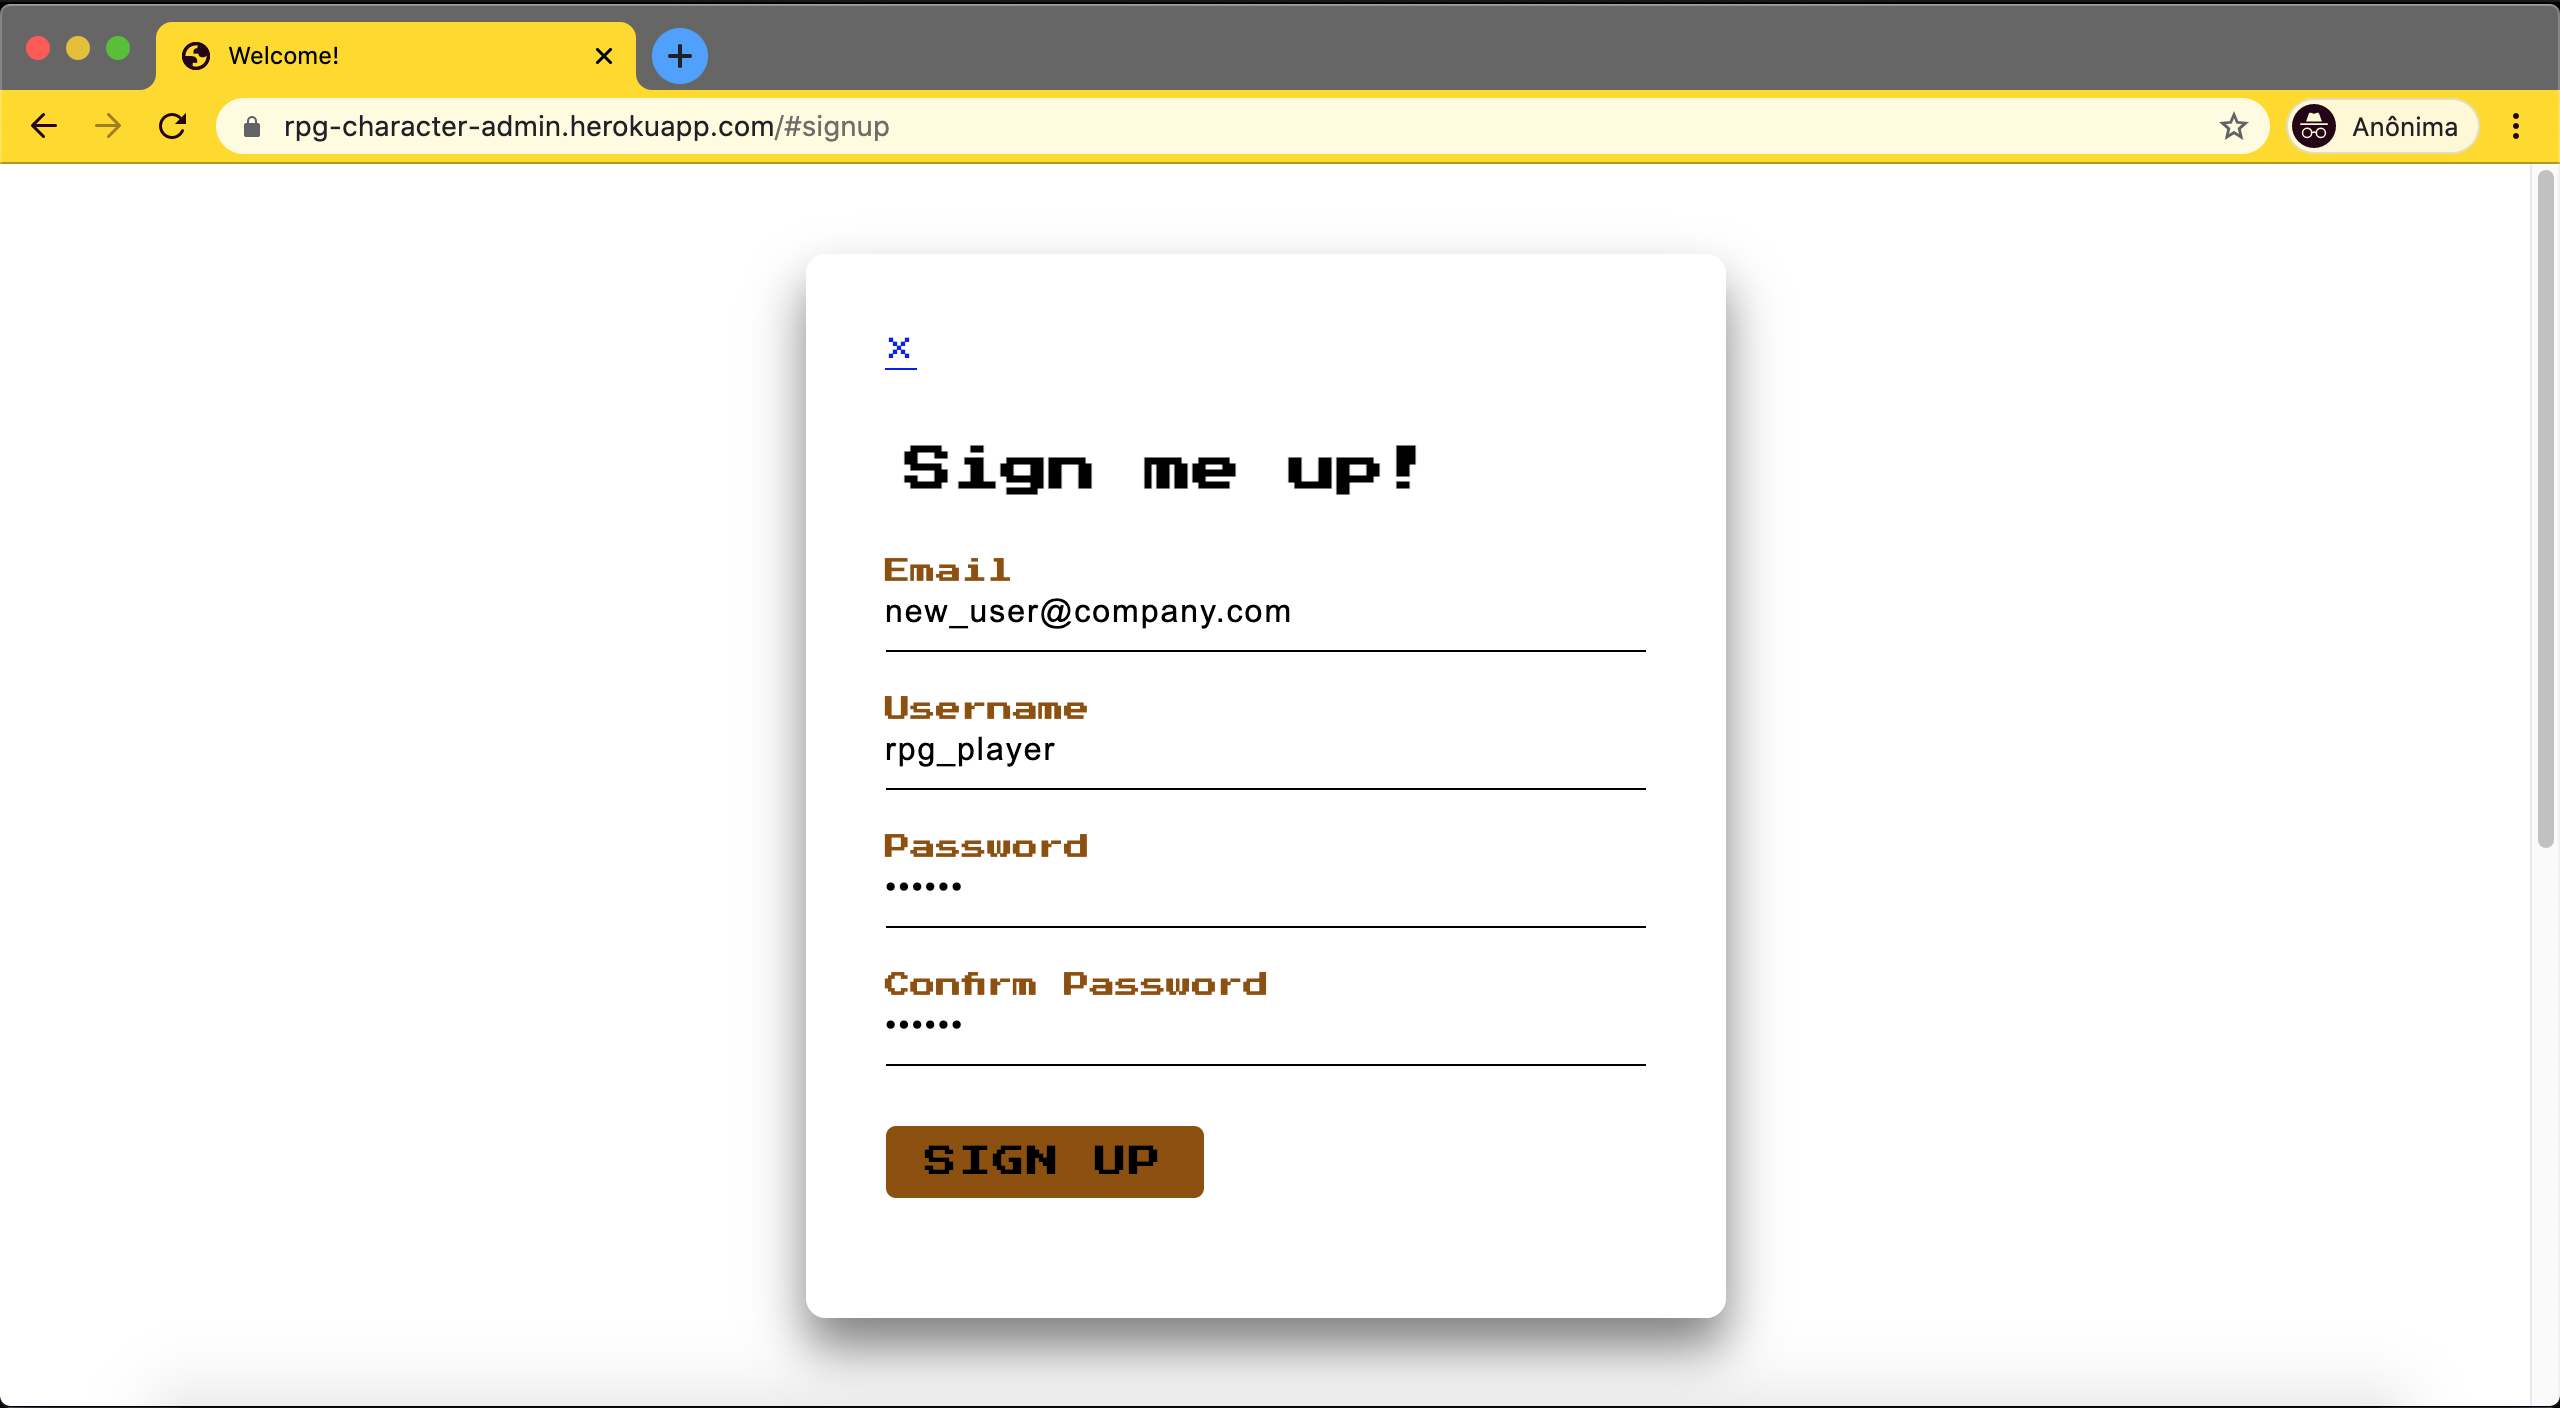 Welcome!
rpg-character-admin.herokuapp.com/#signup
Anônima
x
Sign me up!
Email
new_user@company.com
Username
rpg_player
Password
••••••
Confirm Password
••••••
SIGN UP